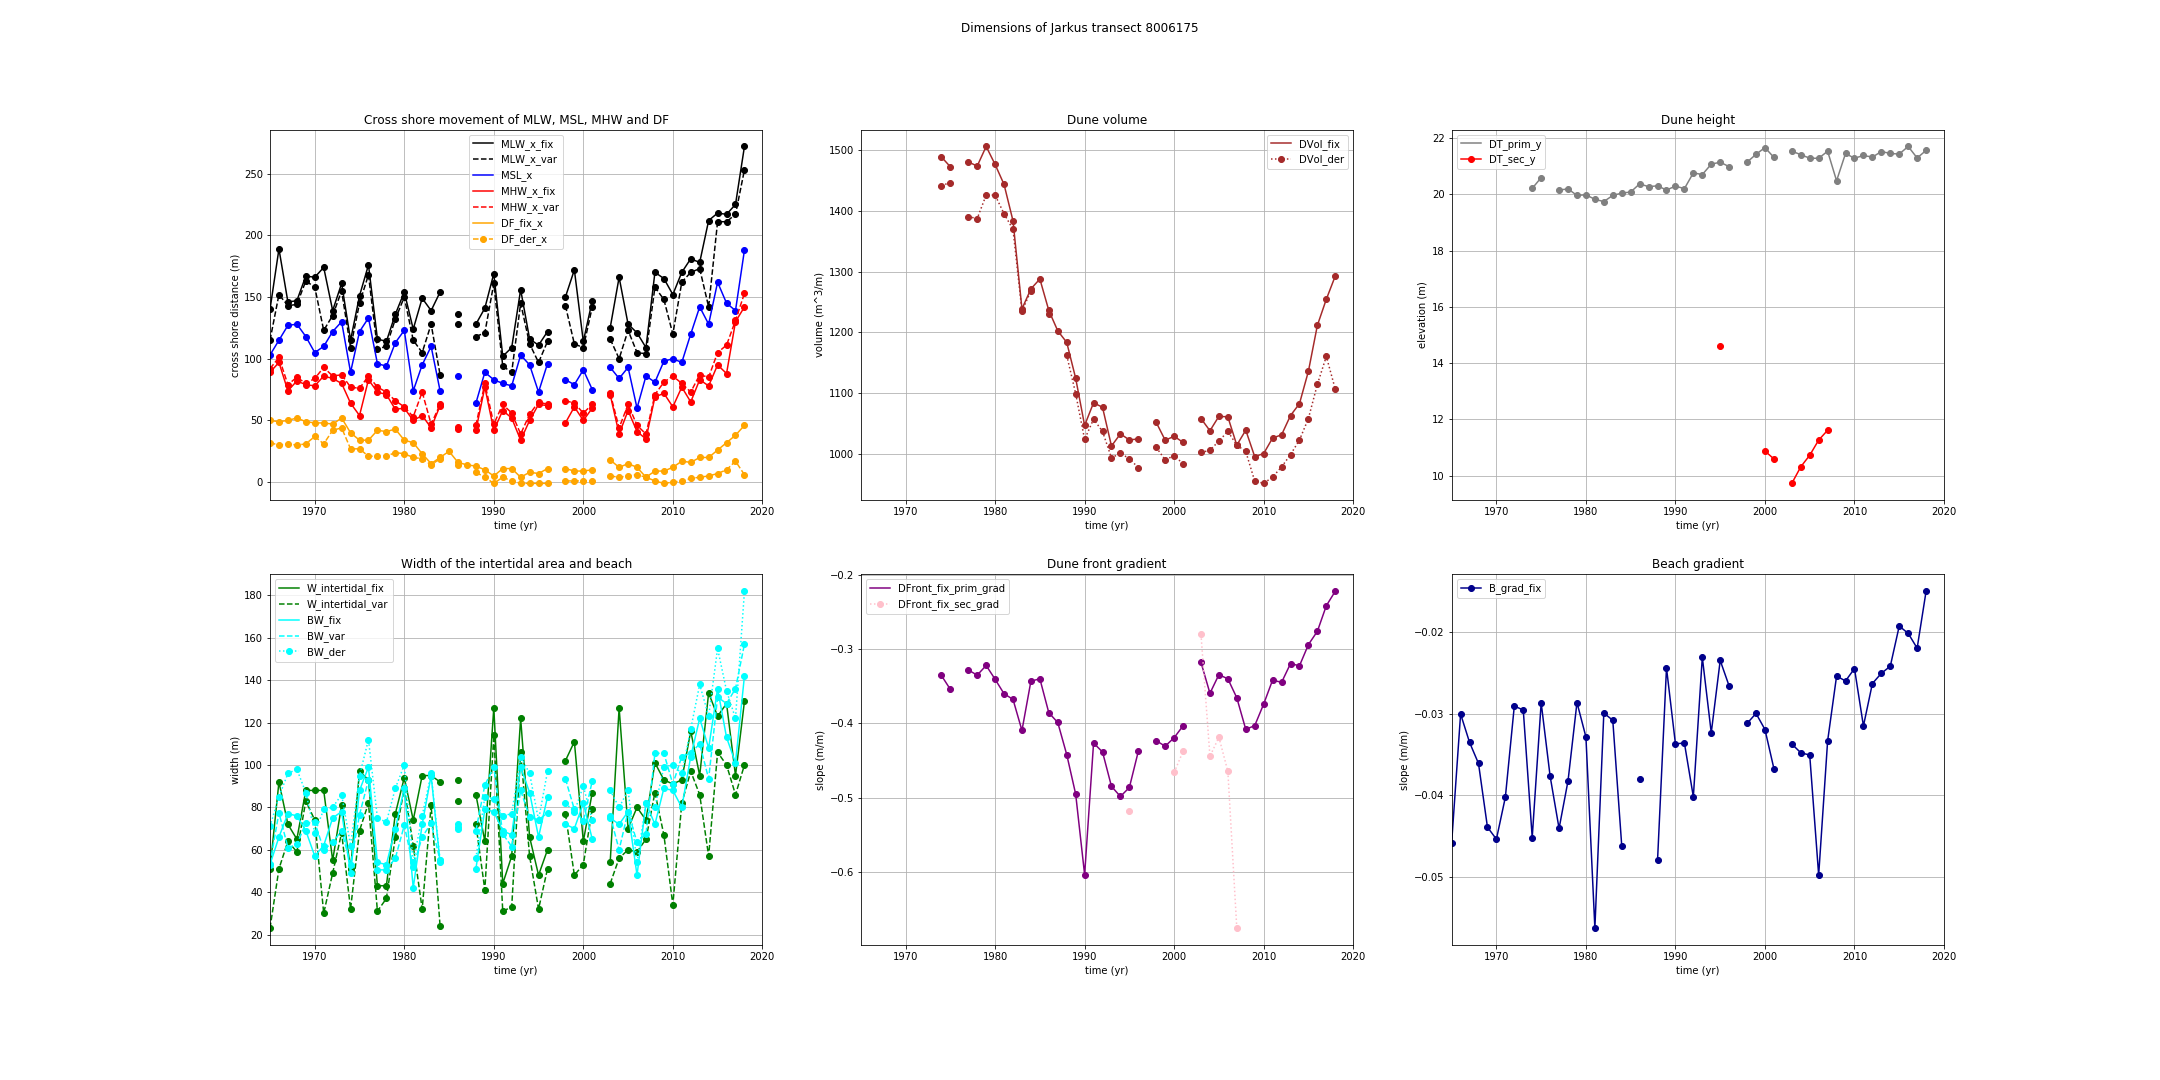 Dimensions of Jarkus transect 8006175
Cross shore movement of MLW, MSL, MHW and DF
cross shore distance (m)
250
200
150
100
50
0
MLW_x_fix
MLW_x_var
MSL_x
MHW_x_fix
MHW_x_var
DF_fix_x
DF_der_x
1970 1980 1990 2000 2010 2020
time (yr)
Dune volume
volume (m^3/m)
1500
1400
1300
1200
1100
1000
DVol_fix
DVol_der
1970 1980 1990 2000 2010 2020
time (yr)
Dune height
elevation (m)
22
20
18
16
14
12
10
DT_prim_y
DT_sec_y
1970 1980 1990 2000 2010 2020
time (yr)
Width of the intertidal area and beach
width (m)
180
160
140
120
100
80
60
40
20
W_intertidal_fix
W_intertidal_var
BW_fix
BW_var
BW_der
1970 1980 1990 2000 2010 2020
time (yr)
Dune front gradient
slope (m/m)
−0.2
−0.3
−0.4
−0.5
−0.6
DFront_fix_prim_grad
DFront_fix_sec_grad
1970 1980 1990 2000 2010 2020
time (yr)
Beach gradient
slope (m/m)
−0.02
−0.03
−0.04
−0.05
B_grad_fix
1970 1980 1990 2000 2010 2020
time (yr)